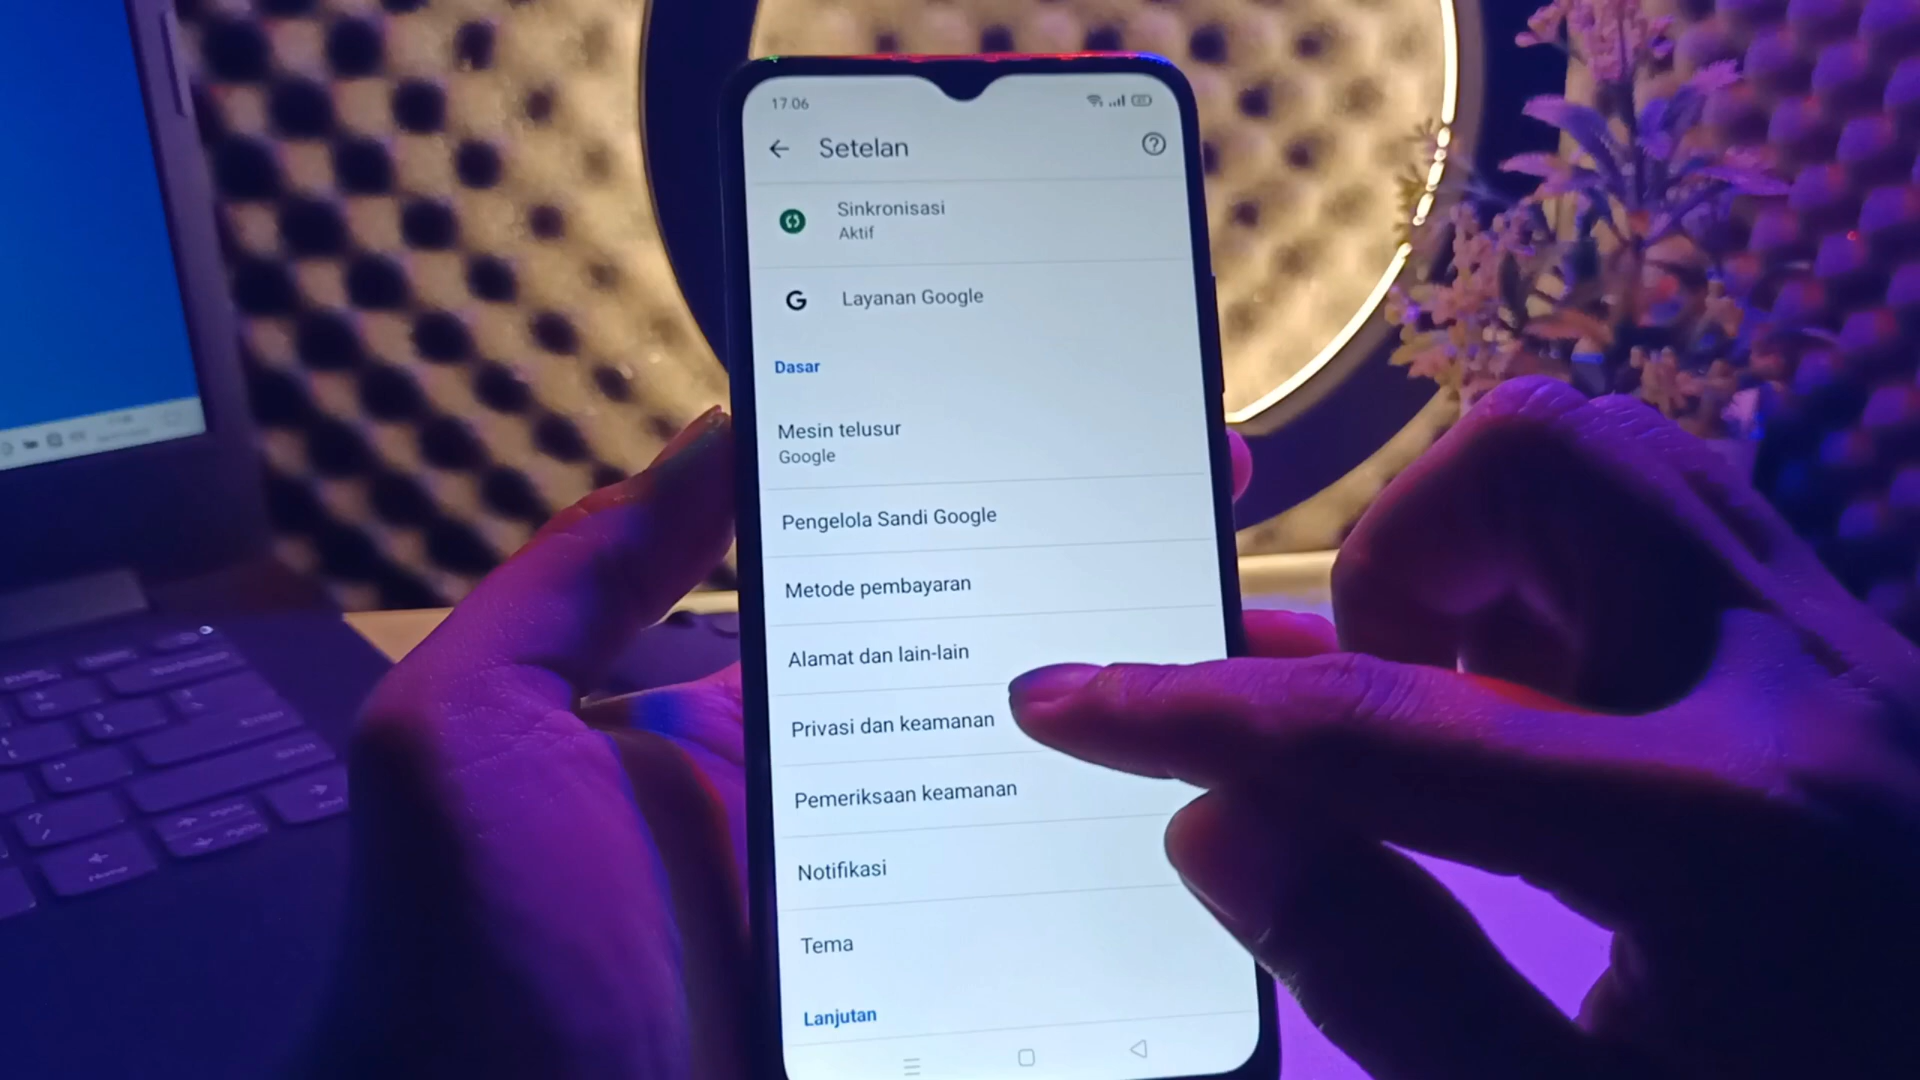 17.06
Setelan
Sinkronisasi
Aktif
G Layanan Google
Dasar
Mesin telusur
Google
Pengelola Sandi Google
Metode pembayaran
Alamat dan lain-lain
Privasi dan keamanan
Pemeriksaan keamanan
Notifikasi
Tema
Lanjutan